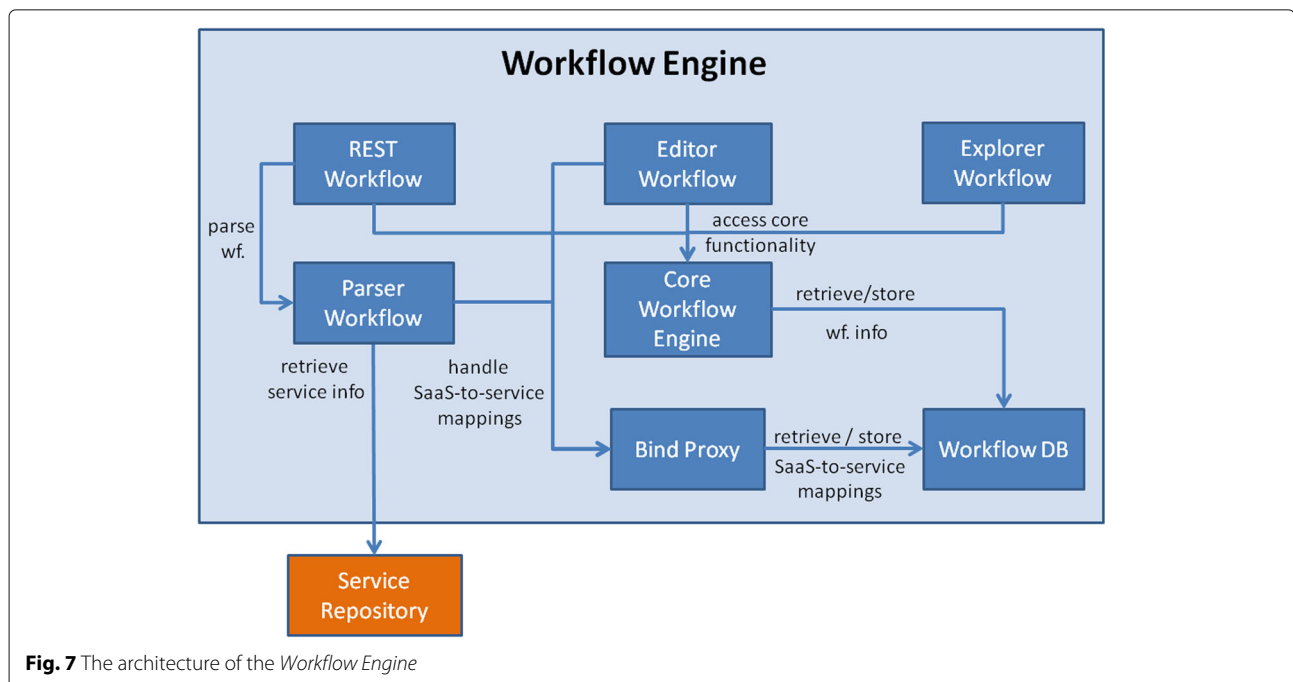 Workflow Engine
REST
Workflow
Editor
Workflow
Explorer
Workflow
parse
wf.
access core
functionality
Parser
Workflow
Core
Workflow
Engine
retrieve/store
wf. info
retrieve
service info
handle
SaaS-to-service
mappings
Bind Proxy
retrieve / store
SaaS-to-service
mappings
Workflow DB
Service
Repository
Fig. 7 The architecture of the Workflow Engine